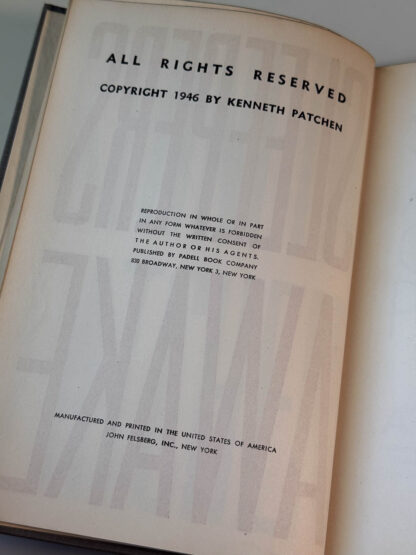 ALL RIGHTS RESERVED
COPYRIGHT 1946 BY KENNETH PATCHEN
REPRODUCTION IN WHOLE OR IN PART
IN ANY FORM WHATEVER IS FORBIDDEN
WITHOUT THE WRITTEN CONSENT OF
THE AUTHOR OR HIS AGENTS.
PUBLISHED BY PADELL BOOK COMPANY
830 BROADWAY, NEW YORK 3, NEW YORK
MANUFACTURED AND PRINTED IN THE UNITED STATES OF AMERICA
JOHN FELSBERG, INC., NEW YORK